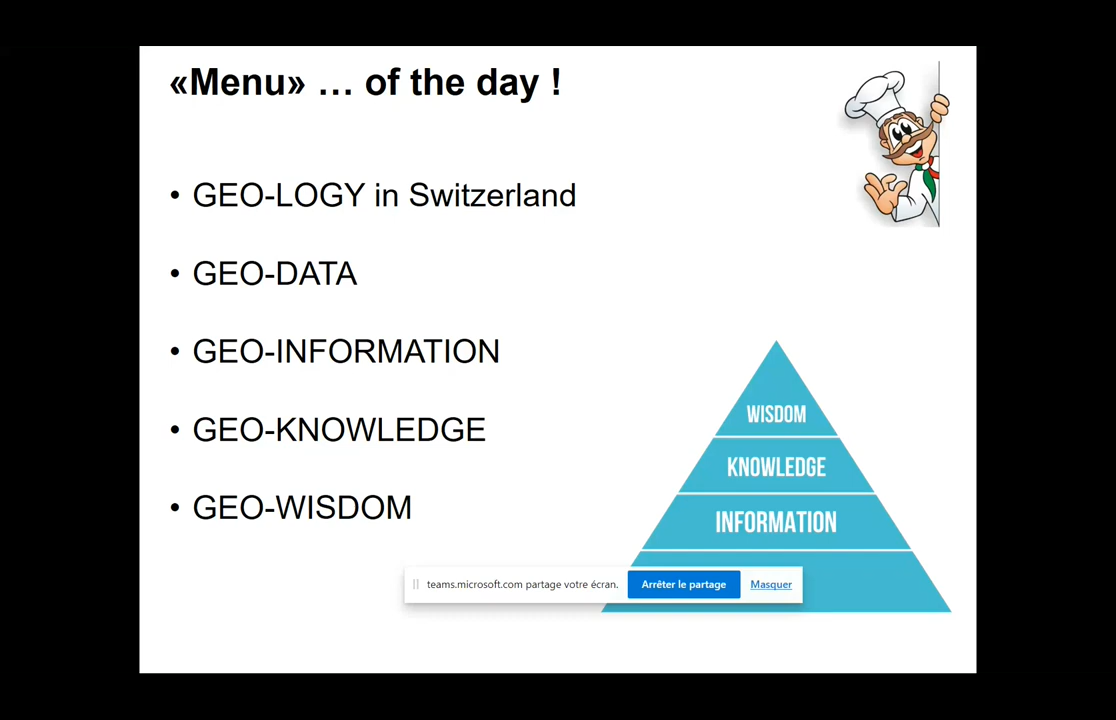 «Menu» … of the day !
• GEO-LOGY in Switzerland
• GEO-DATA
• GEO-INFORMATION
• GEO-KNOWLEDGE
• GEO-WISDOM
WISDOM
KNOWLEDGE
INFORMATION
teams.microsoft.com partage votre écran.
Arrêter le partage
Masquer